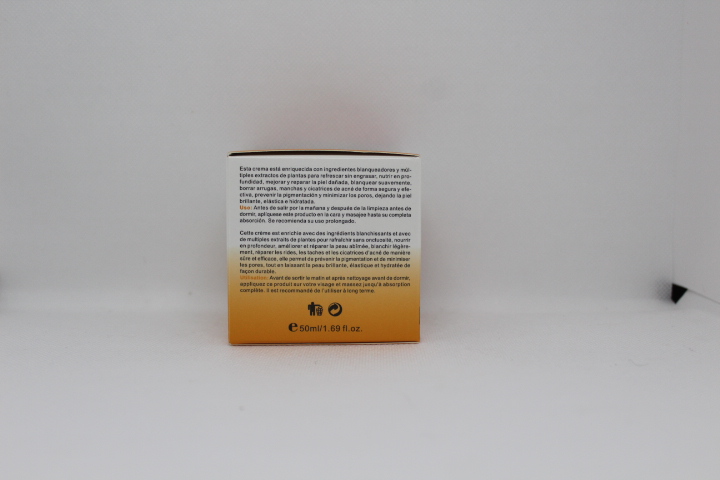 Esta crema está enriquecida con ingredientes blanqueadores y múl-
tiples extractos de plantas para refrescar sin engrasar, nutrir en pro-
fundidad, mejorar y reparar la piel dañada, blanquear suavemente,
borrar arrugas, manchas y cicatrices de acné de forma segura y efe-
ctiva, prevenir la pigmentación y minimizar los poros, dejando la piel
brillante, elástica e hidratada.
Uso: Antes de salir por la mañana y después de la limpieza antes de
dormir, aplíquese este producto en la cara y masajee hasta su completa
absorción. Se recomienda su uso prolongado.
Cette crème est enrichie avec des ingrédients blanchissants et avec
de multiples extraits de plantes pour refraîchir sans onctuosité, nourrir
en profondeur, améliorer et réparer la peau abîmée, blanchir légère-
ment, réparer les rides, les taches et les cicatrices d'acné de manière
sûre et efficace, elle permet de prévenir la pigmentation et de minimiser
les pores, tout en laissant la peau brillante, élastique et hydratée de
façon durable.
Utilisation: Avant de sortir le matin et après nettoyage avant de dormir,
appliquez ce produit sur votre visage et massez jusqu'à absorption
complète. Il est recommandé de l'utiliser à long terme.
℮50ml/1.69 fl.oz.